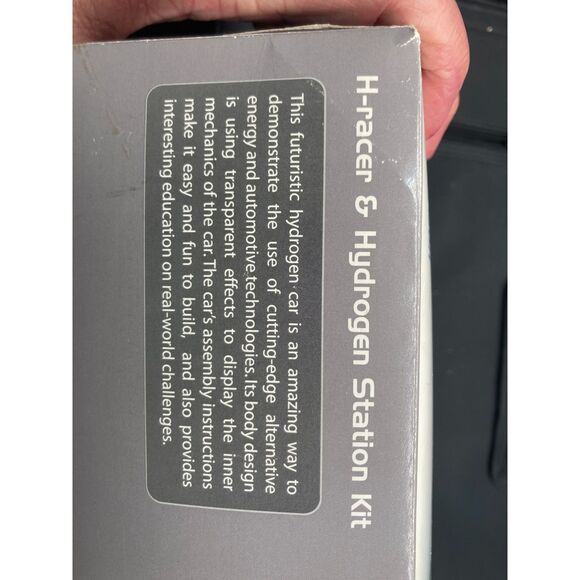 H-racer & Hydrogen Station Kit
This futuristic hydrogen car is an amazing way to
demonstrate the use of cutting-edge alternative
energy and automotive technologies. Its body design
is using transparent effects to display the inner
mechanics of the car. The car's assembly instructions
make it easy and fun to build, and also provides
interesting education on real-world challenges.